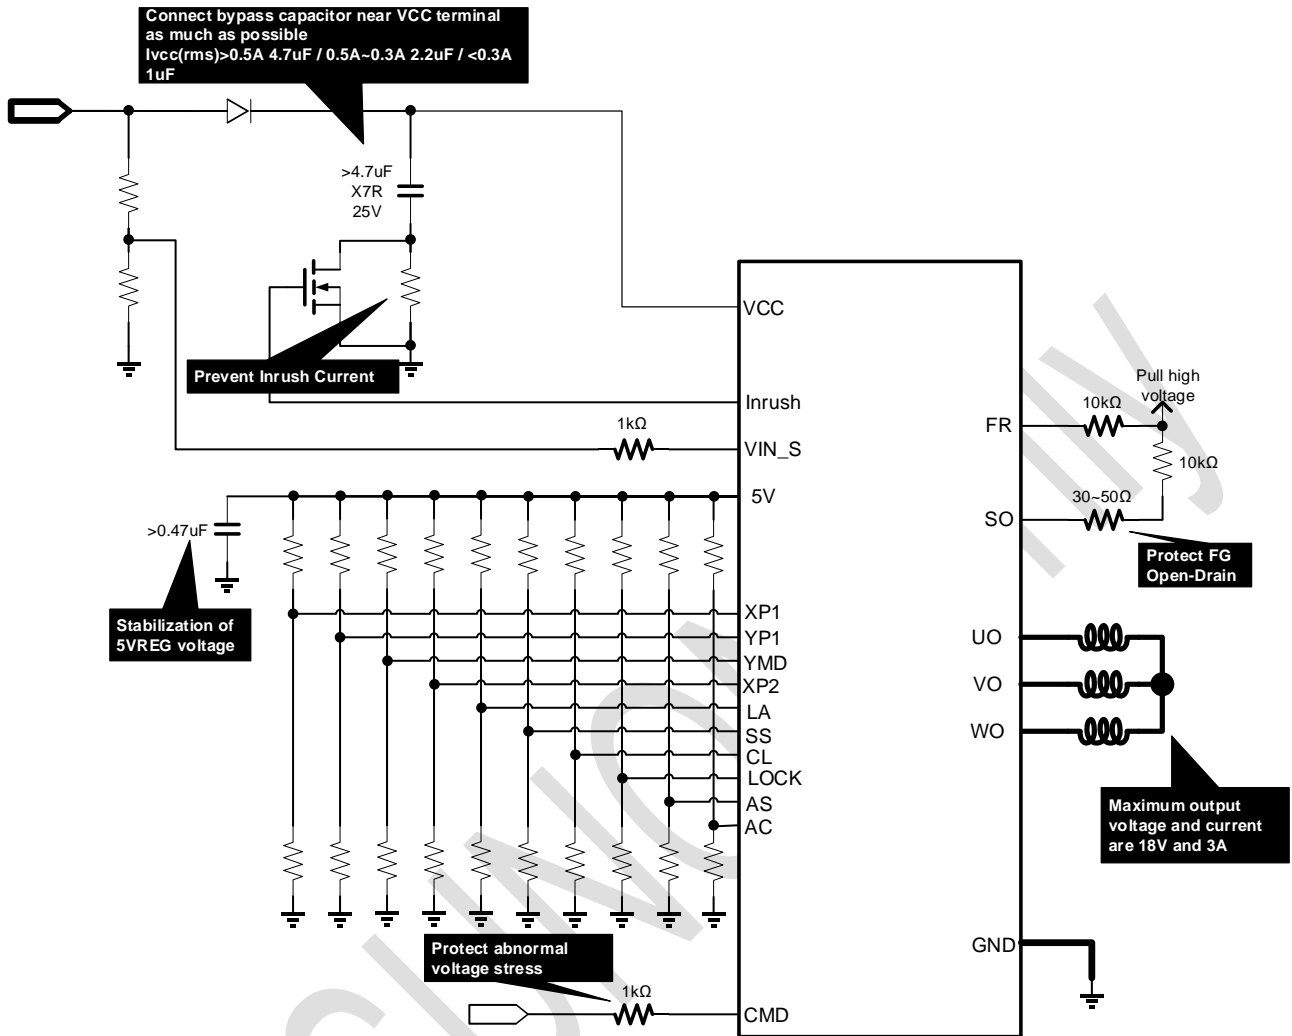 Connect bypass capacitor near VCC terminal
as much as possible
Ivcc(rms)>0.5A 4.7uF / 0.5A~0.3A 2.2uF / <0.3A
1uF
>4.7uF
X7R
25V
Prevent Inrush Current
VCC
Inrush
1kΩ
VIN_S
5V
>0.47uF
Stabilization of
5VREG voltage
XP1
YP1
YMD
XP2
LA
SS
CL
LOCK
AS
AC
Pull high
voltage
FR
10kΩ
10kΩ
30~50Ω
SO
Protect FG
Open-Drain
UO
VO
WO
Maximum output
voltage and current
are 18V and 3A
GND
Protect abnormal
voltage stress
1kΩ
CMD